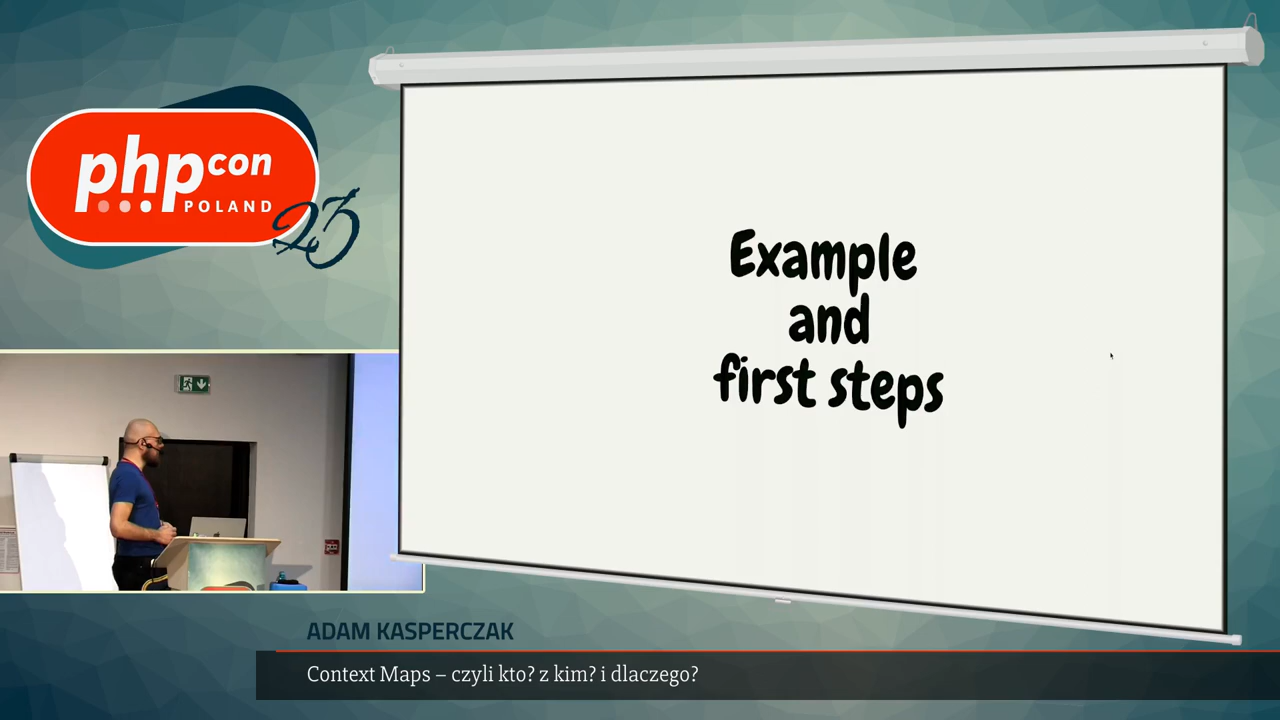 php con
POLAND
23
Example
and
first steps
ADAM KASPERCZAK
Context Maps – czyli kto? z kim? i dlaczego?